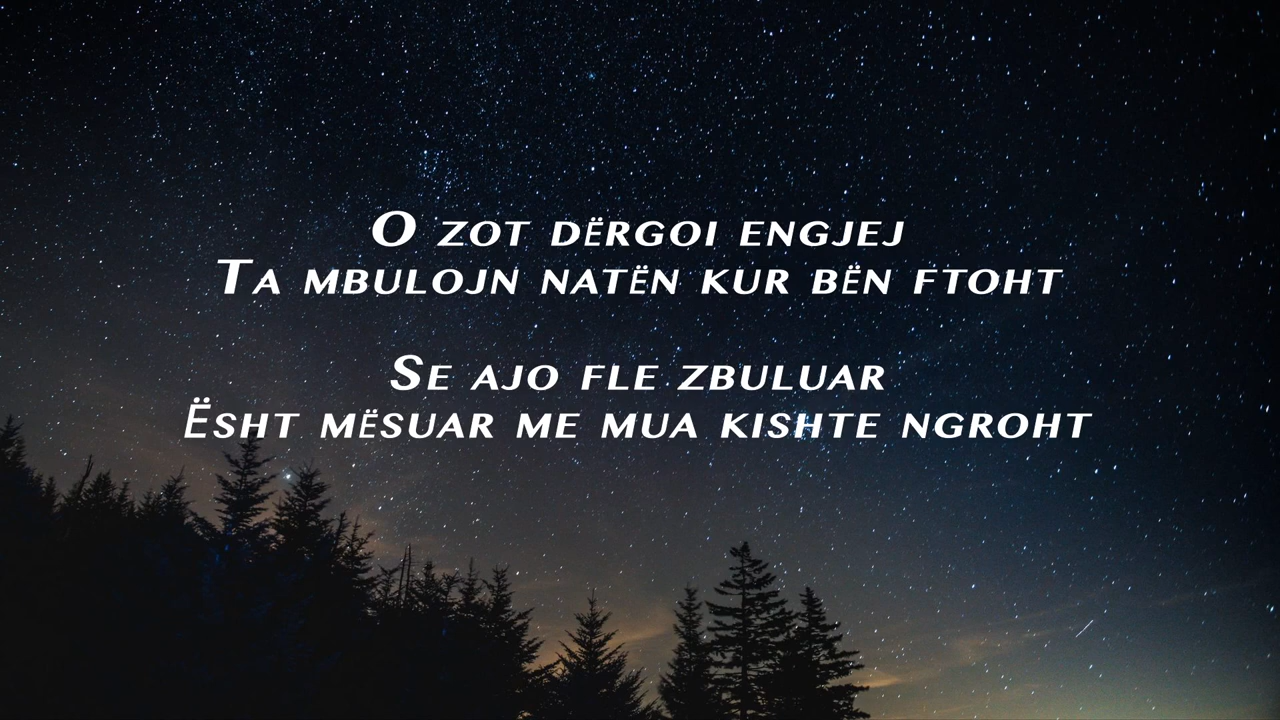 O zot dërgoi engjej
Ta mbulojn natën kur bën ftoht
Se ajo fle zbuluar
Ësht mësuar me mua kishte ngroht